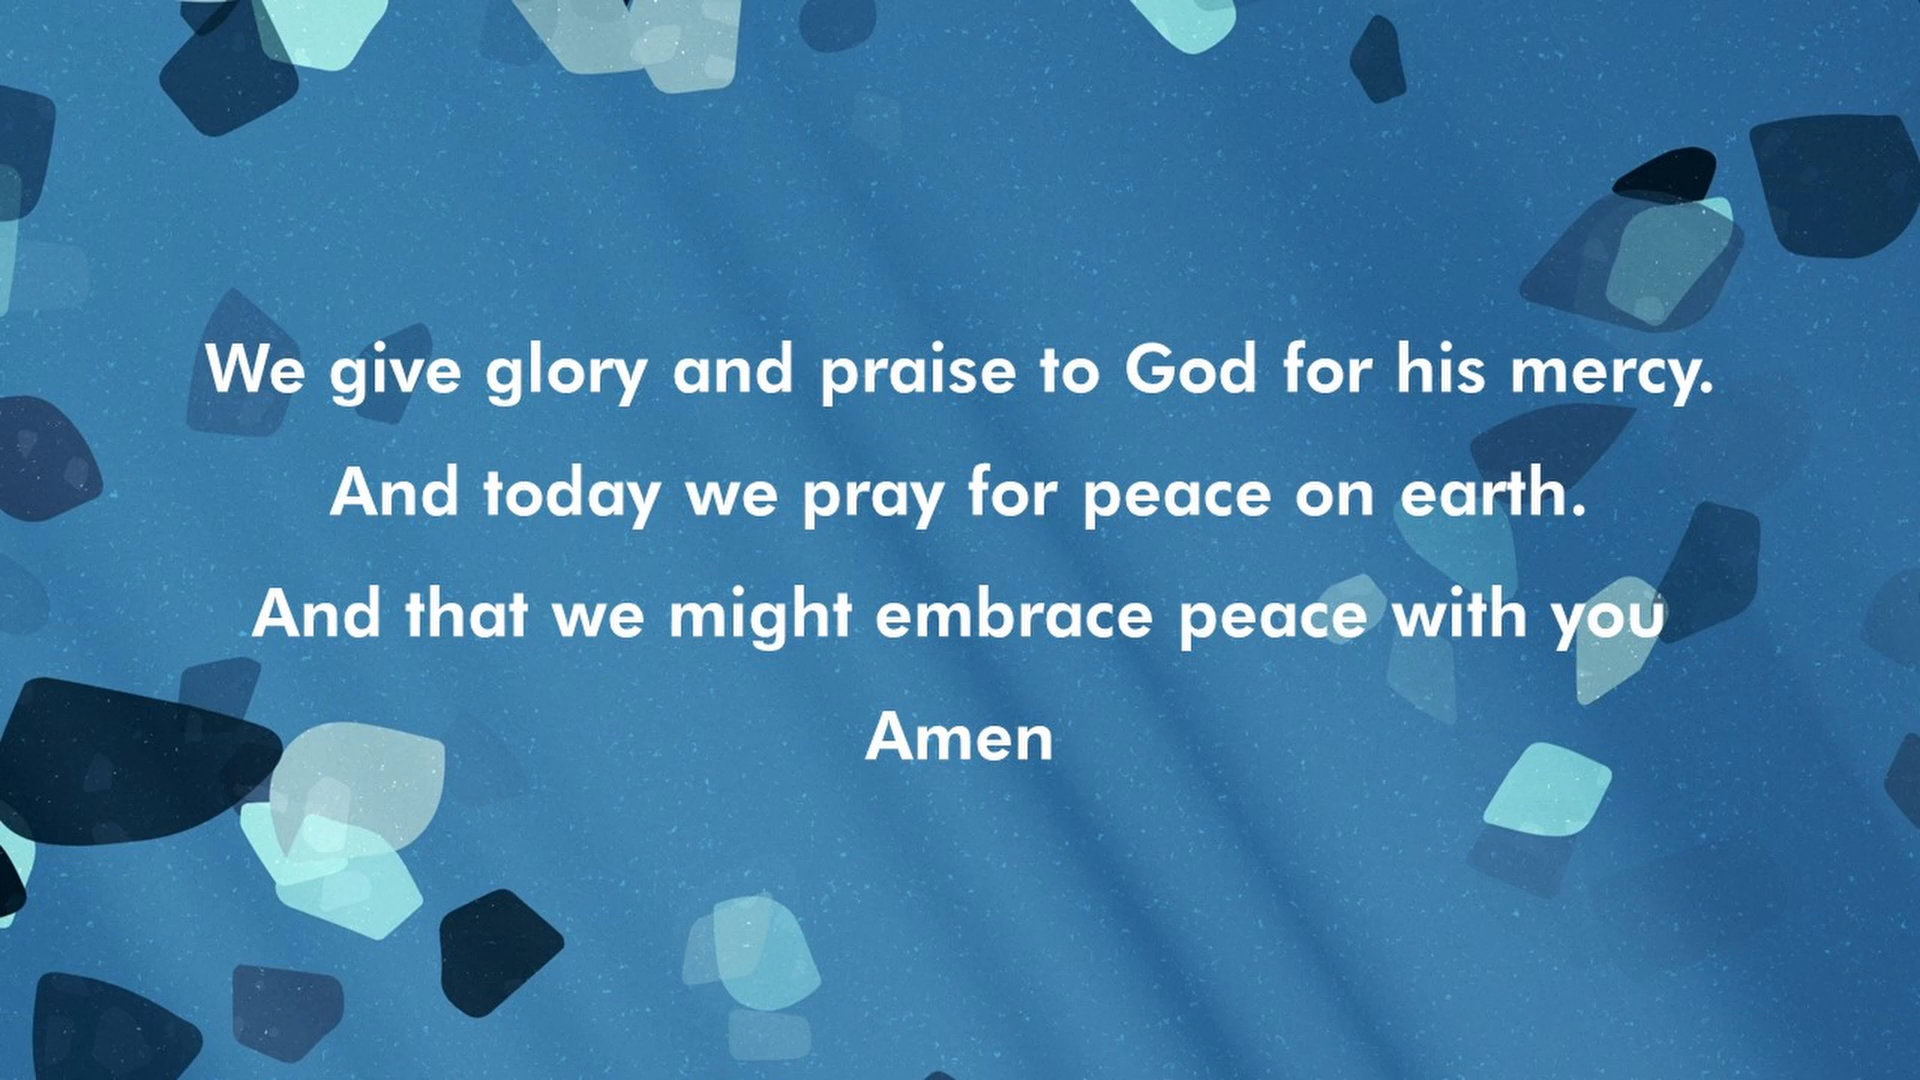 We give glory and praise to God for his mercy.
And today we pray for peace on earth.
And that we might embrace peace with you
Amen